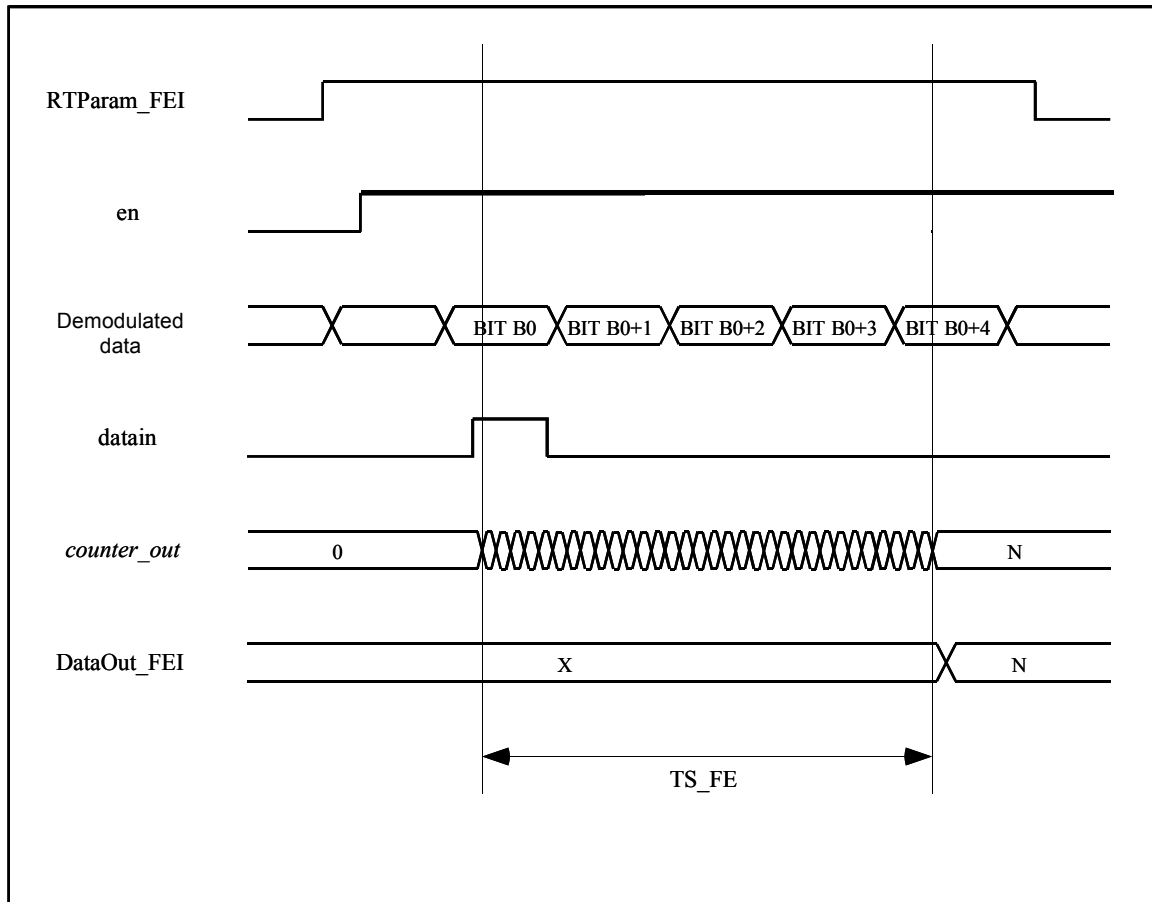 RTParam_FEI
en
Demodulated
data
BIT B0 BIT B0+1 BIT B0+2 BIT B0+3 BIT B0+4
datain
counter_out
0
N
DataOut_FEI
X
N
TS_FE